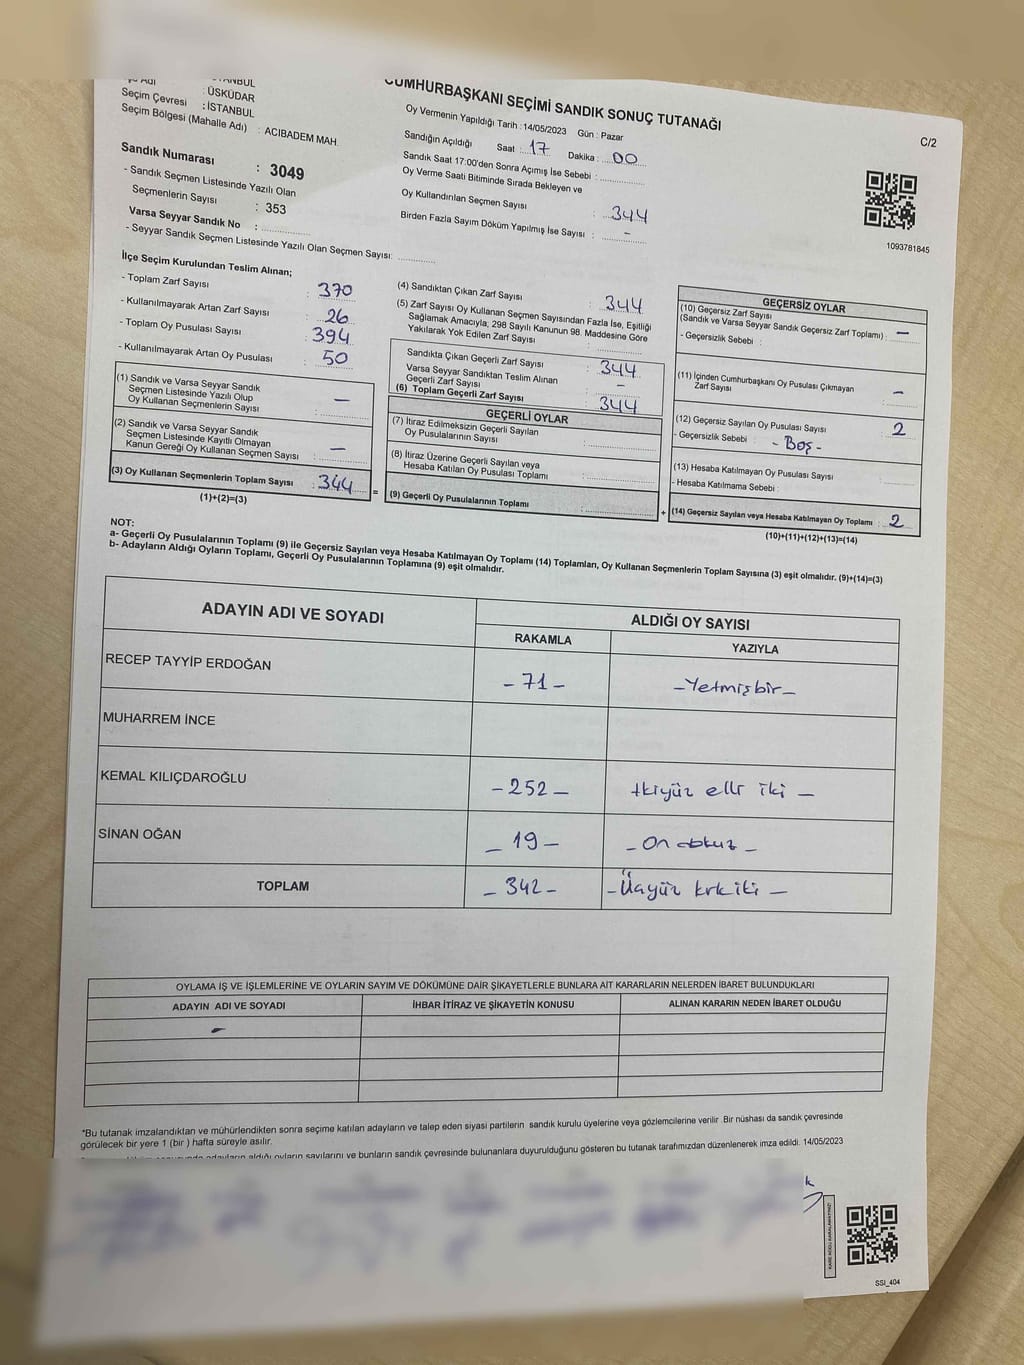 CUMHURBAŞKANI SEÇİMİ SANDIK SONUÇ TUTANAĞI
C/2
: ÜSKÜDAR
Seçim Çevresi : İSTANBUL
Seçim Bölgesi (Mahalle Adı) : ACIBADEM MAH.
Sandık Numarası : 3049
- Sandık Seçmen Listesinde Yazılı Olan
Seçmenlerin Sayısı : 353
Varsa Seyyar Sandık No :
- Seyyar Sandık Seçmen Listesinde Yazılı Olan Seçmen Sayısı:
Oy Vermenin Yapıldığı Tarih : 14/05/2023 Gün : Pazar
Sandığın Açıldığı Saat : 17 Dakika : 00
Sandık Saat 17:00'den Sonra Açımış İse Sebebi :
Oy Verme Saati Bitiminde Sırada Bekleyen ve
Oy Kullandırılan Seçmen Sayısı : 344
Birden Fazla Sayım Döküm Yapılmış İse Sayısı : -
1093781845
İlçe Seçim Kurulundan Teslim Alınan;
- Toplam Zarf Sayısı : 370
- Kullanılmayarak Artan Zarf Sayısı : 26
- Toplam Oy Pusulası Sayısı : 394
- Kullanılmayarak Artan Oy Pusulası : 50
(1) Sandık ve Varsa Seyyar Sandık
Seçmen Listesinde Yazılı Olup
Oy Kullanan Seçmenlerin Sayısı : -
(2) Sandık ve Varsa Seyyar Sandık
Seçmen Listesinde Kayıtlı Olmayan
Kanun Gereği Oy Kullanan Seçmen Sayısı : -
(3) Oy Kullanan Seçmenlerin Toplam Sayısı : 344
(1)+(2)=(3)
=
(4) Sandıktan Çıkan Zarf Sayısı : 344
(5) Zarf Sayısı Oy Kullanan Seçmen Sayısından Fazla İse, Eşitliği
Sağlamak Amacıyla, 298 Sayılı Kanunun 98. Maddesine Göre
Yakılarak Yok Edilen Zarf Sayısı :
Sandıkta Çıkan Geçerli Zarf Sayısı : 344
Varsa Seyyar Sandıktan Teslim Alınan
Geçerli Zarf Sayısı : -
(6) Toplam Geçerli Zarf Sayısı : 344
GEÇERLİ OYLAR
(7) İtiraz Edilmeksizin Geçerli Sayılan
Oy Pusulalarının Sayısı :
(8) İtiraz Üzerine Geçerli Sayılan veya
Hesaba Katılan Oy Pusulası Toplamı :
(9) Geçerli Oy Pusulalarının Toplamı :
+
GEÇERSİZ OYLAR
(10) Geçersiz Zarf Sayısı
(Sandık ve Varsa Seyyar Sandık Geçersiz Zarf Toplamı) : -
- Geçersizlik Sebebi :
(11) İçinden Cumhurbaşkanı Oy Pusulası Çıkmayan
Zarf Sayısı : -
(12) Geçersiz Sayılan Oy Pusulası Sayısı : 2
- Geçersizlik Sebebi : - Boş -
(13) Hesaba Katılmayan Oy Pusulası Sayısı :
- Hesaba Katılmama Sebebi :
(14) Geçersiz Sayılan veya Hesaba Katılmayan Oy Toplamı : 2
(10)+(11)+(12)+(13)=(14)
NOT:
a- Geçerli Oy Pusulalarının Toplamı (9) ile Geçersiz Sayılan veya Hesaba Katılmayan Oy Toplamı (14) Toplamları, Oy Kullanan Seçmenlerin Toplam Sayısına (3) eşit olmalıdır. (9)+(14)=(3)
b- Adayların Aldığı Oyların Toplamı, Geçerli Oy Pusulalarının Toplamına (9) eşit olmalıdır.
ADAYIN ADI VE SOYADI
ALDIĞI OY SAYISI
RAKAMLA YAZIYLA
RECEP TAYYİP ERDOĞAN - 71 - - Yetmişbir -
MUHARREM İNCE
KEMAL KILIÇDAROĞLU - 252 - İkiyüz elli iki -
SİNAN OĞAN - 19 - - On dokuz -
TOPLAM - 342 - - Üçyüz kırk iki -
OYLAMA İŞ VE İŞLEMLERİNE VE OYLARIN SAYIM VE DÖKÜMÜNE DAİR ŞİKAYETLERLE BUNLARA AİT KARARLARIN NELERDEN İBARET BULUNDUKLARI
ADAYIN ADI VE SOYADI İHBAR İTİRAZ VE ŞİKAYETİN KONUSU ALINAN KARARIN NEDEN İBARET OLDUĞU
-
*Bu tutanak imzalandıktan ve mühürlendikten sonra seçime katılan adayların ve talep eden siyasi partilerin sandık kurulu üyelerine veya gözlemcilerine verilir .Bir nüshası da sandık çevresinde
görülecek bir yere 1 (bir ) hafta süreyle asılır.
adayların aldığı oyların sayılarını ve bunların sandık çevresinde bulunanlara duyurulduğunu gösteren bu tutanak tarafımızdan düzenlenerek imza edildi. 14/05/2023
SSI_404